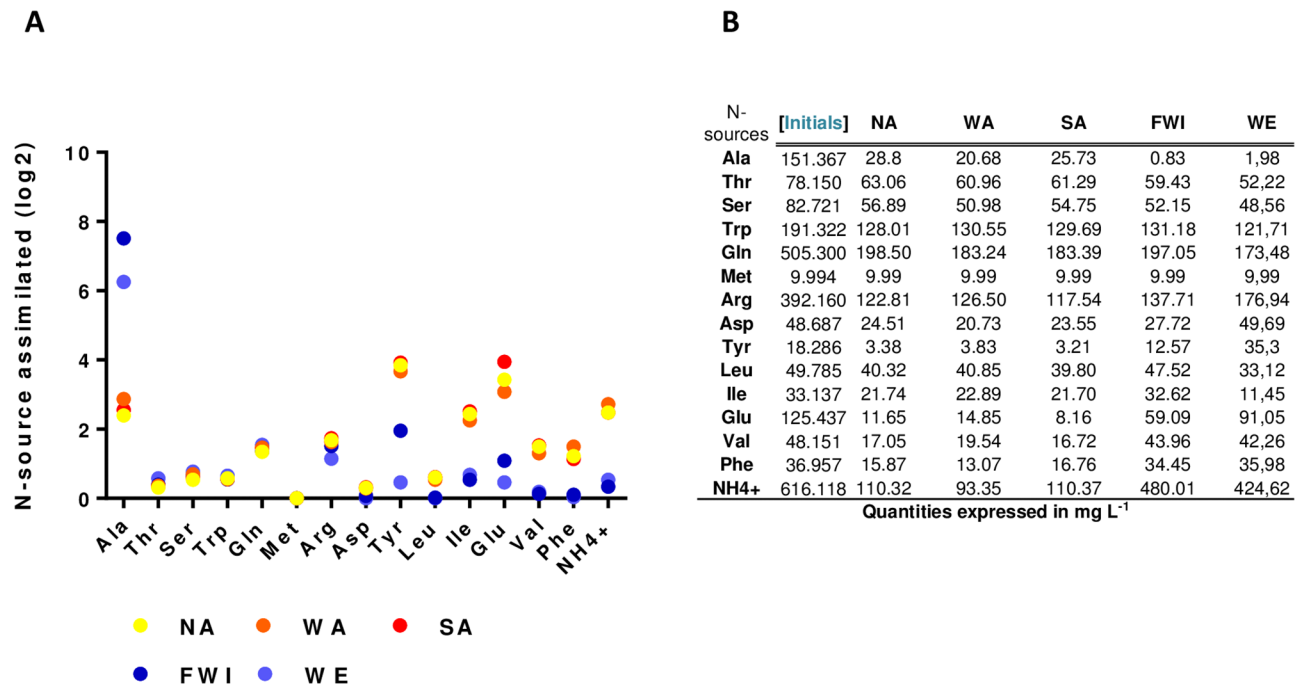 A
B
N-source assimilated (log2)
10
8
6
4
2
0
Ala
Thr
Ser
Trp
Gln
Met
Arg
Asp
Tyr
Leu
Ile
Glu
Val
Phe
NH4+
NA WA SA
FWI WE
N-sources [Initials] NA WA SA FWI WE
Ala 151.367 28.8 20.68 25.73 0.83 1,98
Thr 78.150 63.06 60.96 61.29 59.43 52,22
Ser 82.721 56.89 50.98 54.75 52.15 48,56
Trp 191.322 128.01 130.55 129.69 131.18 121,71
Gln 505.300 198.50 183.24 183.39 197.05 173,48
Met 9.994 9.99 9.99 9.99 9.99 9,99
Arg 392.160 122.81 126.50 117.54 137.71 176,94
Asp 48.687 24.51 20.73 23.55 27.72 49,69
Tyr 18.286 3.38 3.83 3.21 12.57 35,3
Leu 49.785 40.32 40.85 39.80 47.52 33,12
Ile 33.137 21.74 22.89 21.70 32.62 11,45
Glu 125.437 11.65 14.85 8.16 59.09 91,05
Val 48.151 17.05 19.54 16.72 43.96 42,26
Phe 36.957 15.87 13.07 16.76 34.45 35,98
NH4+ 616.118 110.32 93.35 110.37 480.01 424,62
Quantities expressed in mg L⁻¹